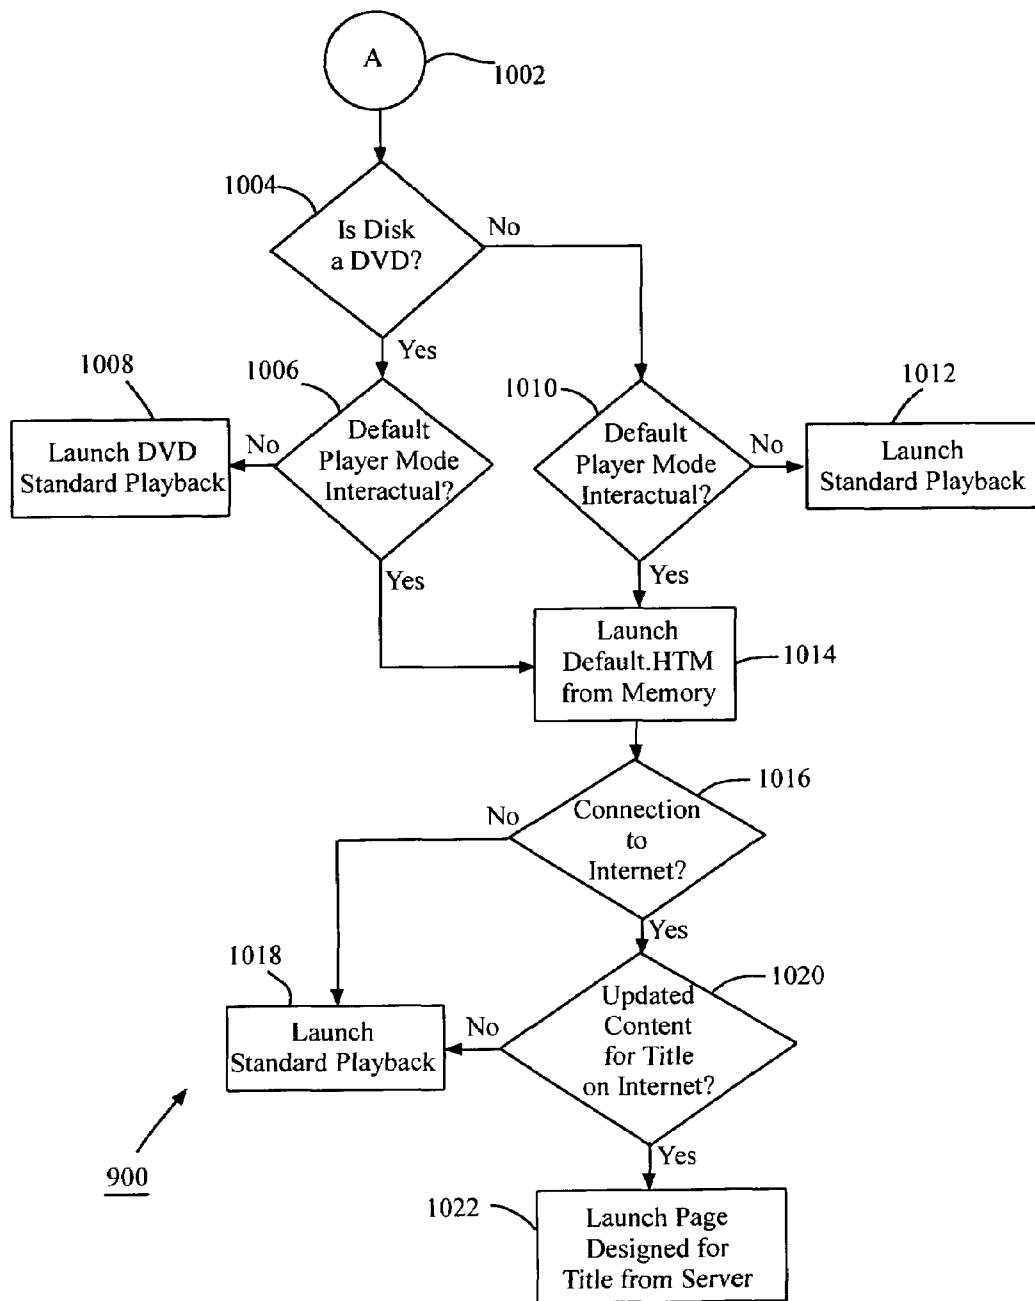 A
1002
1004
Is Disk
a DVD?
No
Yes
1008
1006
1010
1012
Launch DVD
Standard Playback
No
Default
Player Mode
Interactual?
Default
Player Mode
Interactual?
No
Launch
Standard Playback
Yes
Yes
Launch
Default.HTM
from Memory
1014
1016
No
Connection
to
Internet?
Yes
1018
1020
Launch
Standard Playback
No
Updated
Content
for Title
on Internet?
900
Yes
1022
Launch Page
Designed for
Title from Server